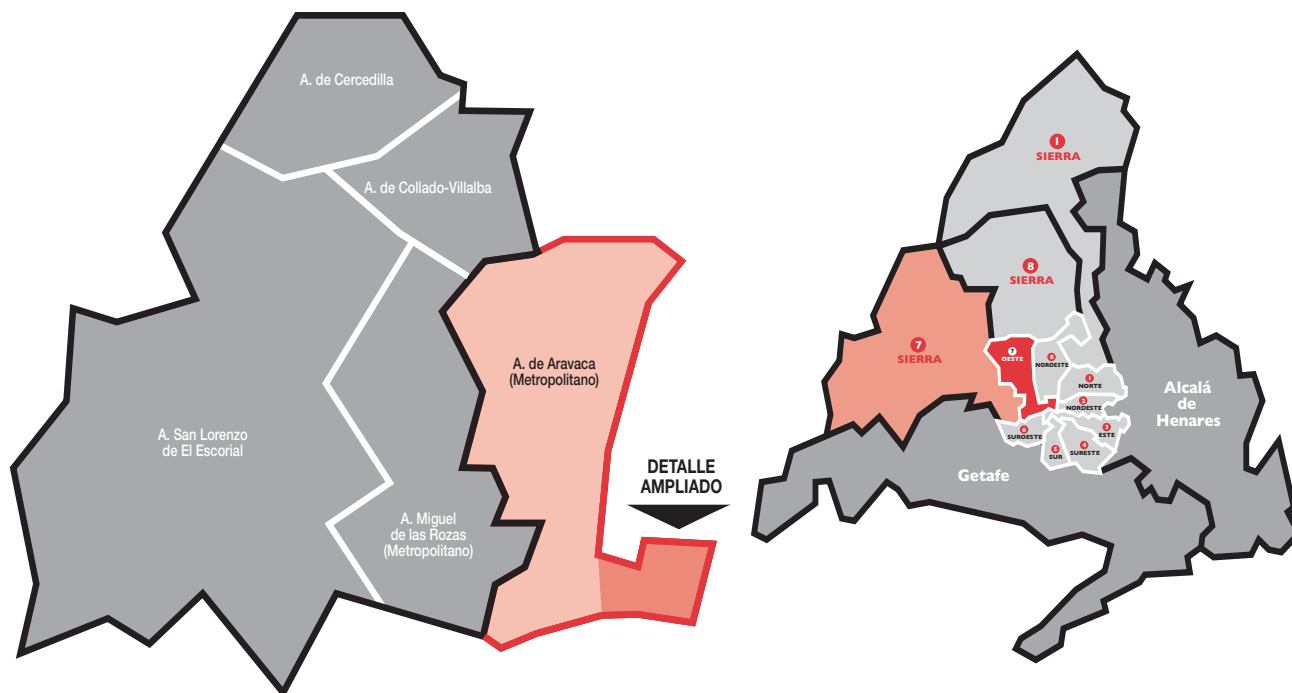 A. de Cercedilla
A. de Collado-Villalba
A. de Aravaca
(Metropolitano)
A. San Lorenzo
de El Escorial
A. Miguel
de las Rozas
(Metropolitano)
DETALLE
AMPLIADO
1
SIERRA
8
SIERRA
7
SIERRA
7
OESTE
8
NOROESTE
1
NORTE
2
NORDESTE
3
ESTE
4
SURESTE
5
SUR
6
SUROESTE
Alcalá
de
Henares
Getafe